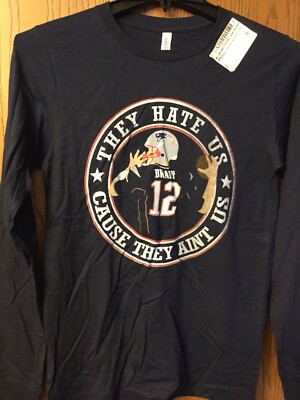 THEY HATE US
BRADY
12
CAUSE THEY AINT US